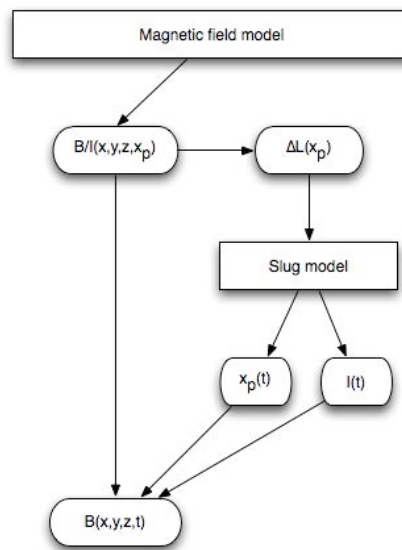 Magnetic field model
B/I(x,y,z,xₚ)
ΔL(xₚ)
Slug model
xₚ(t)
I(t)
B(x,y,z,t)